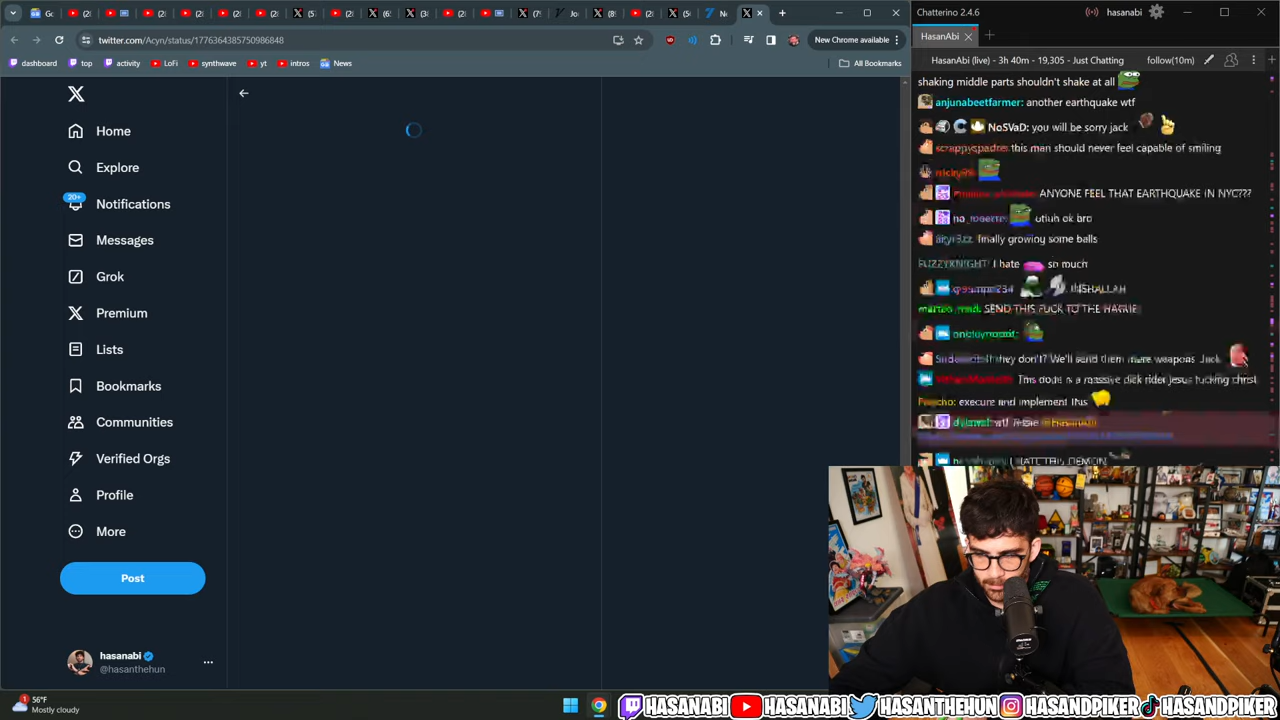 twitter.com/Acyn/status/1776364385750986848
New Chrome available
dashboard
top
activity
LoFi
synthwave
yt
intros
News
All Bookmarks
Home
Explore
20+
Notifications
Messages
Grok
Premium
Lists
Bookmarks
Communities
Verified Orgs
Profile
More
Post
hasanabi
@hasanthehun
Chatterino 2.4.6
hasanabi
HasanAbi
HasanAbi (live) - 3h 40m - 19,305 - Just Chatting
follow(10m)
shaking middle parts shouldn't shake at all
anjunabeetfarmer: another earthquake wtf
NoSVaD: you will be sorry jack
this man should never feel capable of smiling
ANYONE FEEL THAT EARTHQUAKE IN NYC???
ok bro
finally growing some balls
FUZZYKNIGHT: I hate so much
INSHALLAH
SEND THIS FUCK TO THE HAGUE
they don't? We'll send them more weapons Jack
This dude is a massive dick rider jesus fucking christ
execute and implement this
1
56°F
Mostly cloudy
HASANABI
HASANABI
HASANTHEHUN
HASANDPIKER
HASANDPIKER